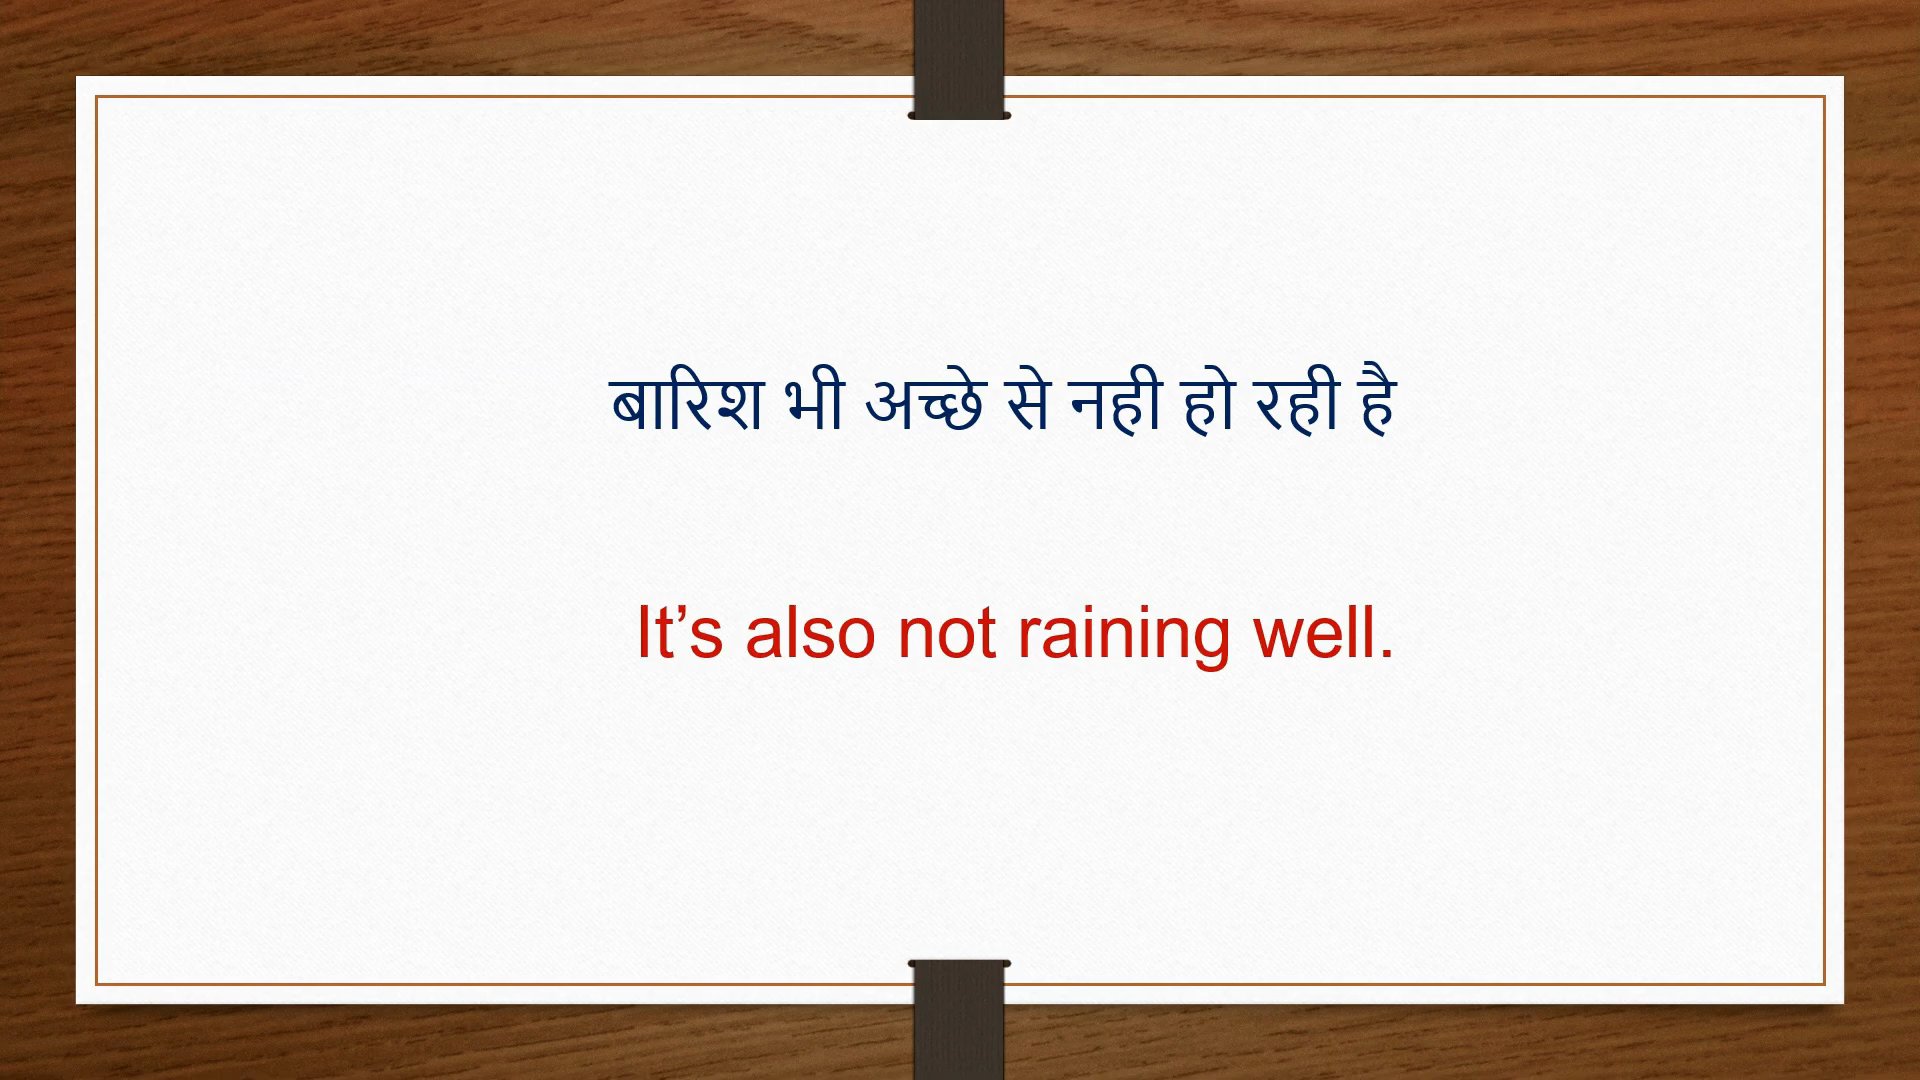 बारिश भी अच्छे से नही हो रही है
It’s also not raining well.